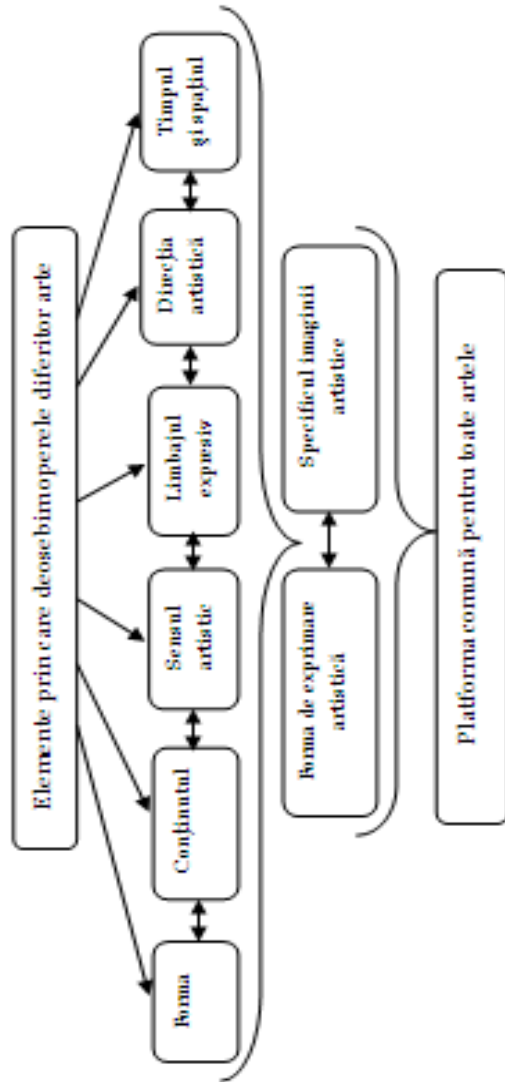 Elemente prin care deosebim operele diferitor arte
Forma
Conținutul
Sensul
artistic
Limbajul
expresiv
Direcția
artistică
Timpul
și spațiul
Forma de exprimare
artistică
Specificul imaginii
artistice
Platforma comună pentru toate artele